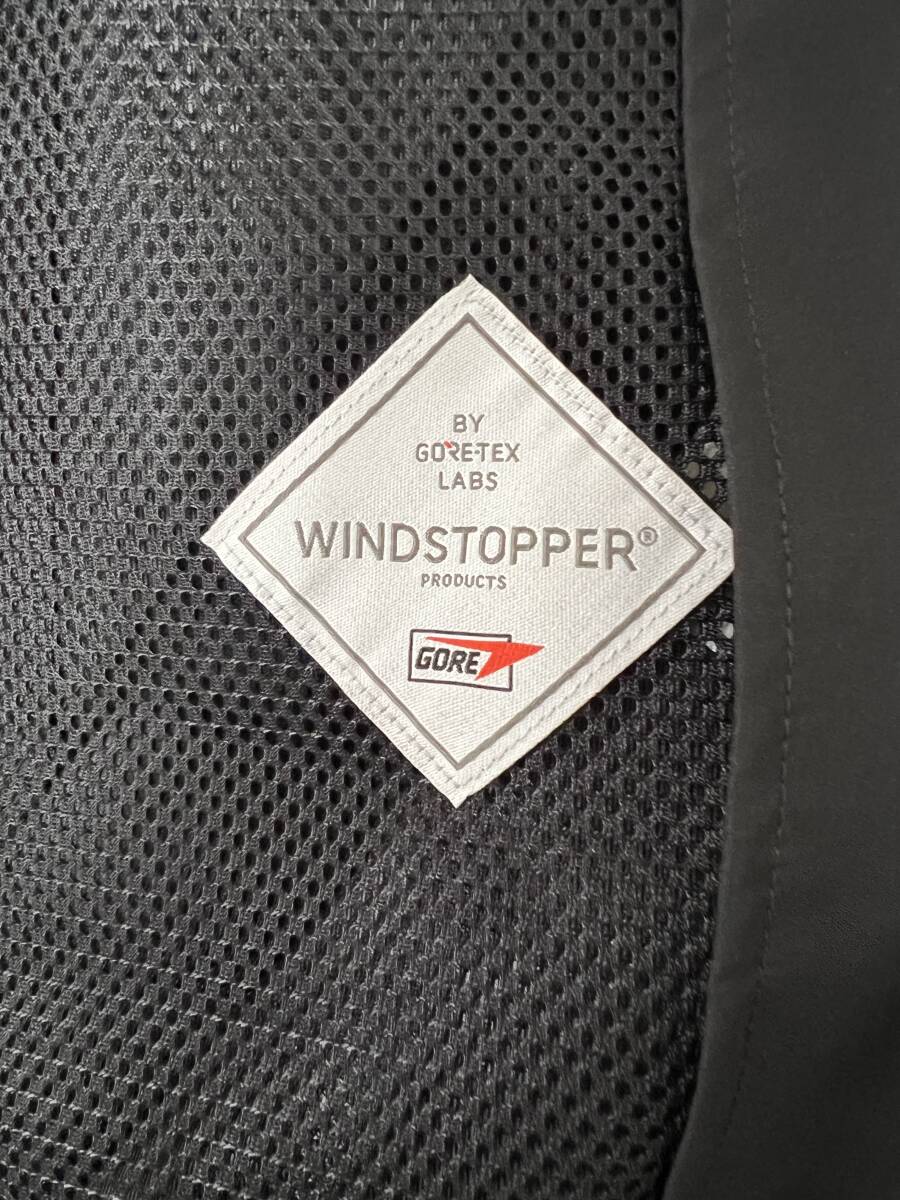 BY
GORE-TEX
LABS
WINDSTOPPER®
PRODUCTS
GORE